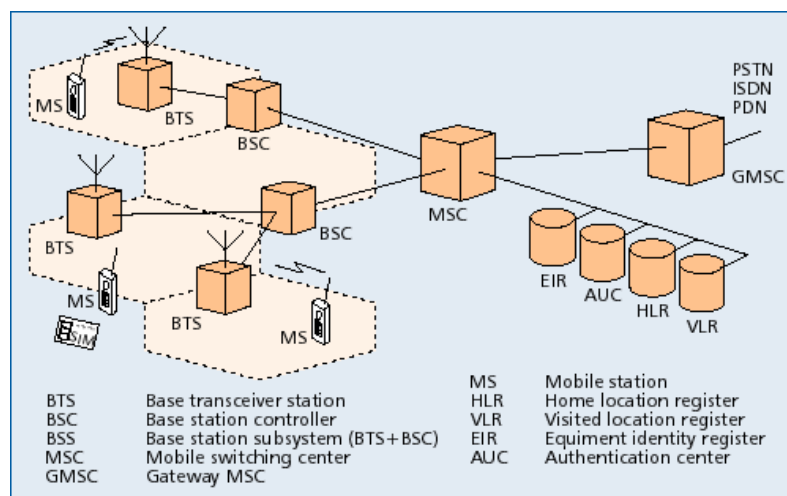 PSTN
ISDN
PDN
MS
BTS
BSC
MSC
GMSC
BTS
BSC
EIR
AUC
HLR
VLR
MS
SIM
BTS
MS
BTS Base transceiver station
BSC Base station controller
BSS Base station subsystem (BTS+BSC)
MSC Mobile switching center
GMSC Gateway MSC
MS Mobile station
HLR Home location register
VLR Visited location register
EIR Equiment identity register
AUC Authentication center